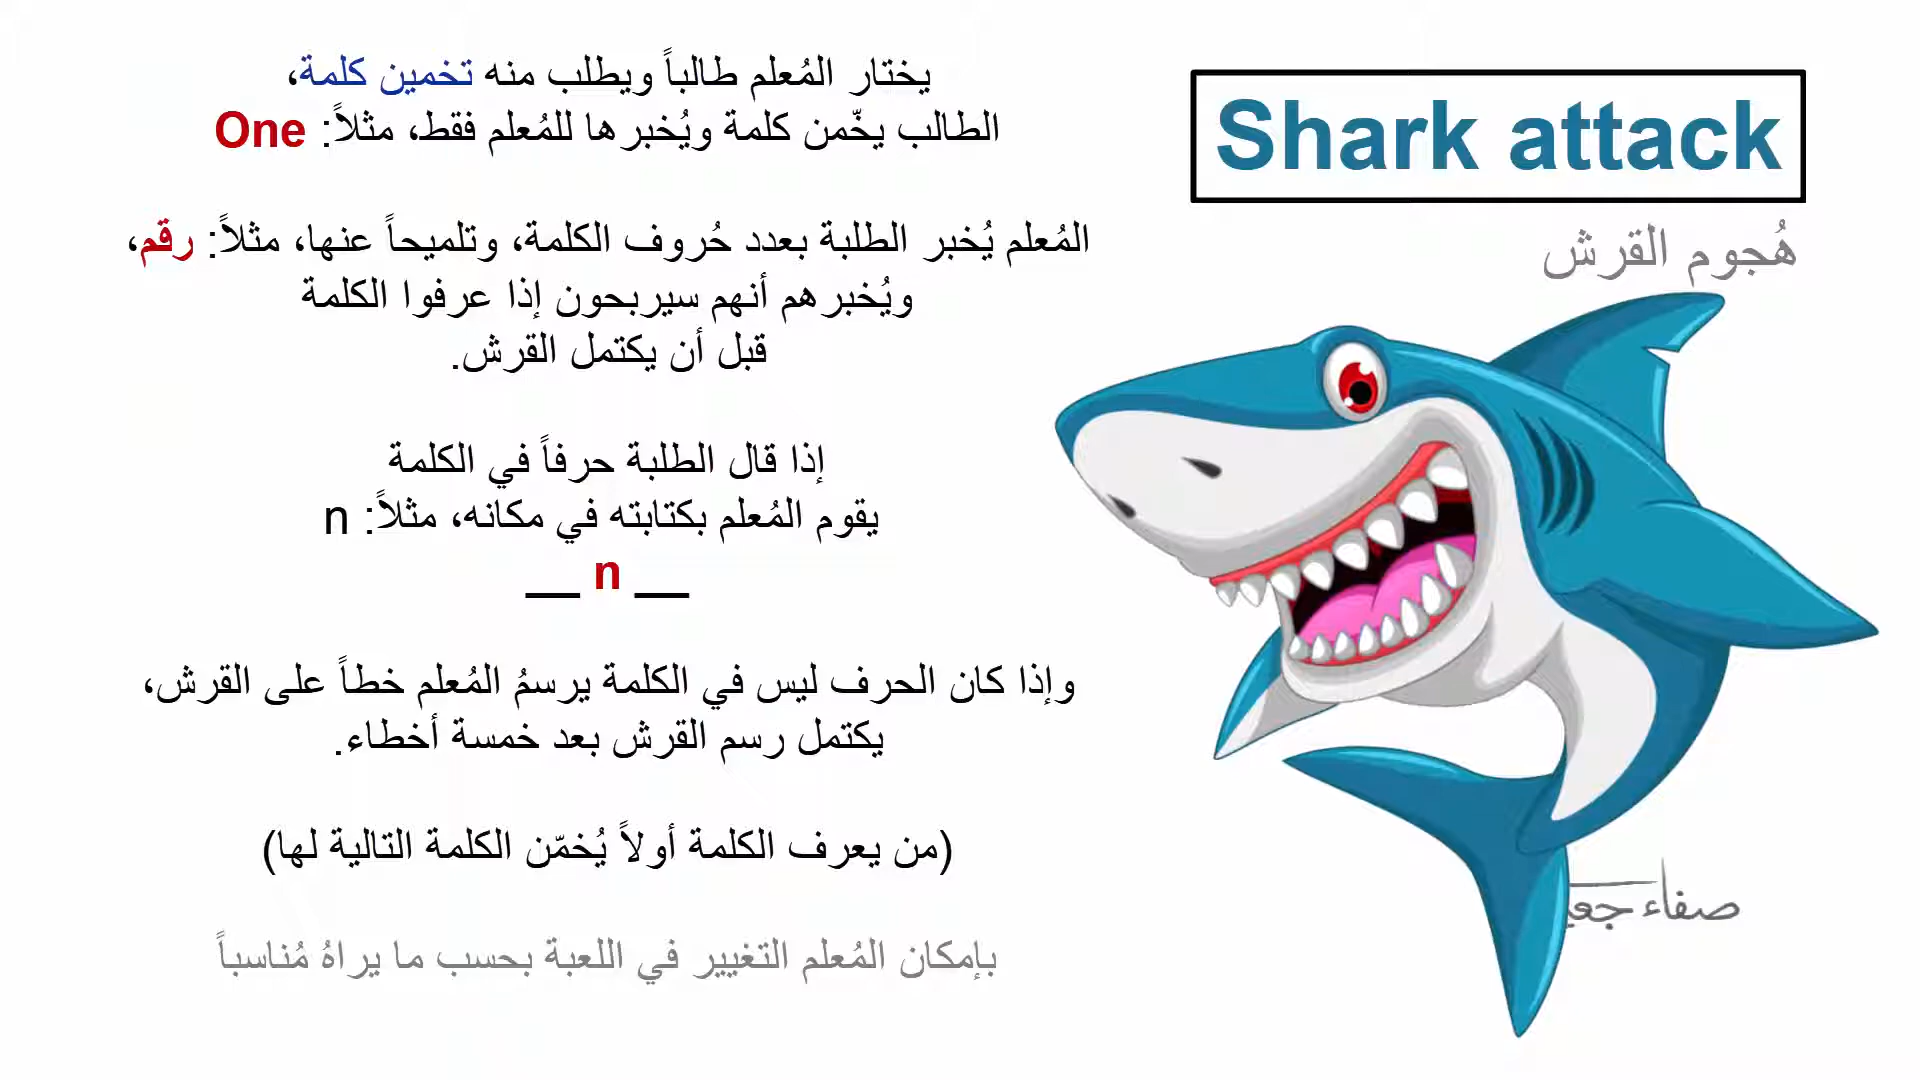 Shark attack
هُجوم القرش
يختار المُعلم طالباً ويطلب منه تخمين كلمة،
الطالب يخّمن كلمة ويُخبرها للمُعلم فقط، مثلاً: One
المُعلم يُخبر الطلبة بعدد حُروف الكلمة، وتلميحاً عنها، مثلاً: رقم،
ويُخبرهم أنهم سيربحون إذا عرفوا الكلمة
قبل أن يكتمل القرش.
إذا قال الطلبة حرفاً في الكلمة
يقوم المُعلم بكتابته في مكانه، مثلاً: n
__ n __
وإذا كان الحرف ليس في الكلمة يرسمُ المُعلم خطاً على القرش،
يكتمل رسم القرش بعد خمسة أخطاء.
(من يعرف الكلمة أولاً يُخمّن الكلمة التالية لها)
بإمكان المُعلم التغيير في اللعبة بحسب ما يراهُ مُناسباً
صفاء